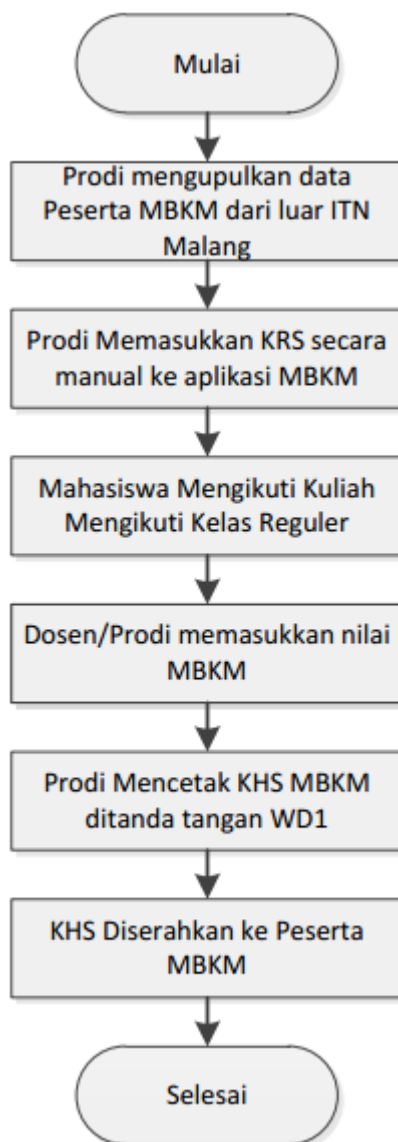 Mulai
Prodi mengupulkan data
Peserta MBKM dari luar ITN
Malang
Prodi Memasukkan KRS secara
manual ke aplikasi MBKM
Mahasiswa Mengikuti Kuliah
Mengikuti Kelas Reguler
Dosen/Prodi memasukkan nilai
MBKM
Prodi Mencetak KHS MBKM
ditanda tangan WD1
KHS Diserahkan ke Peserta
MBKM
Selesai